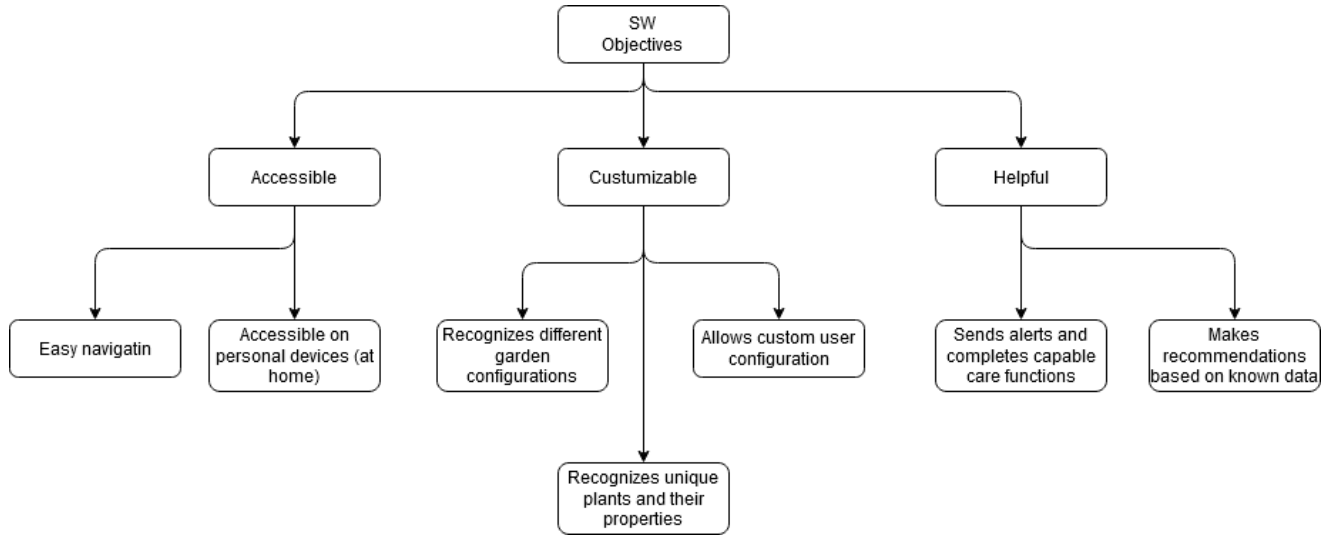 SW
Objectives
Accessible
Custumizable
Helpful
Easy navigatin
Accessible on
personal devices (at
home)
Recognizes different
garden
configurations
Allows custom user
configuration
Sends alerts and
completes capable
care functions
Makes
recommendations
based on known data
Recognizes unique
plants and their
properties